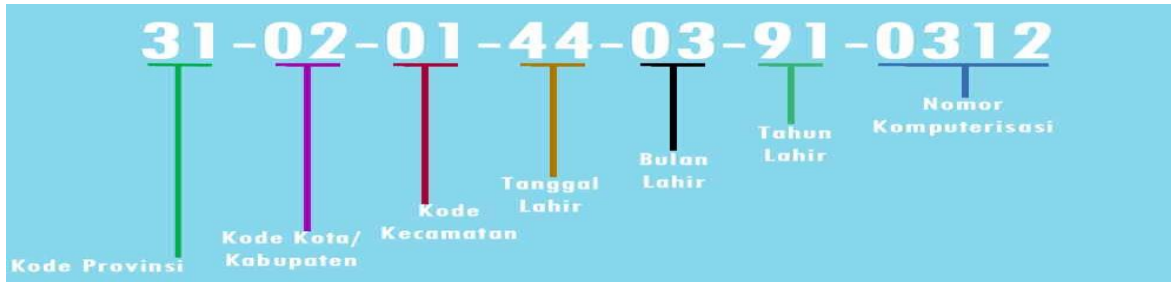 31-02-01-44-03-91-0312
Kode Provinsi
Kode Kota/
Kabupaten
Kode
Kecamatan
Tanggal
Lahir
Bulan
Lahir
Tahun
Lahir
Nomor
Komputerisasi